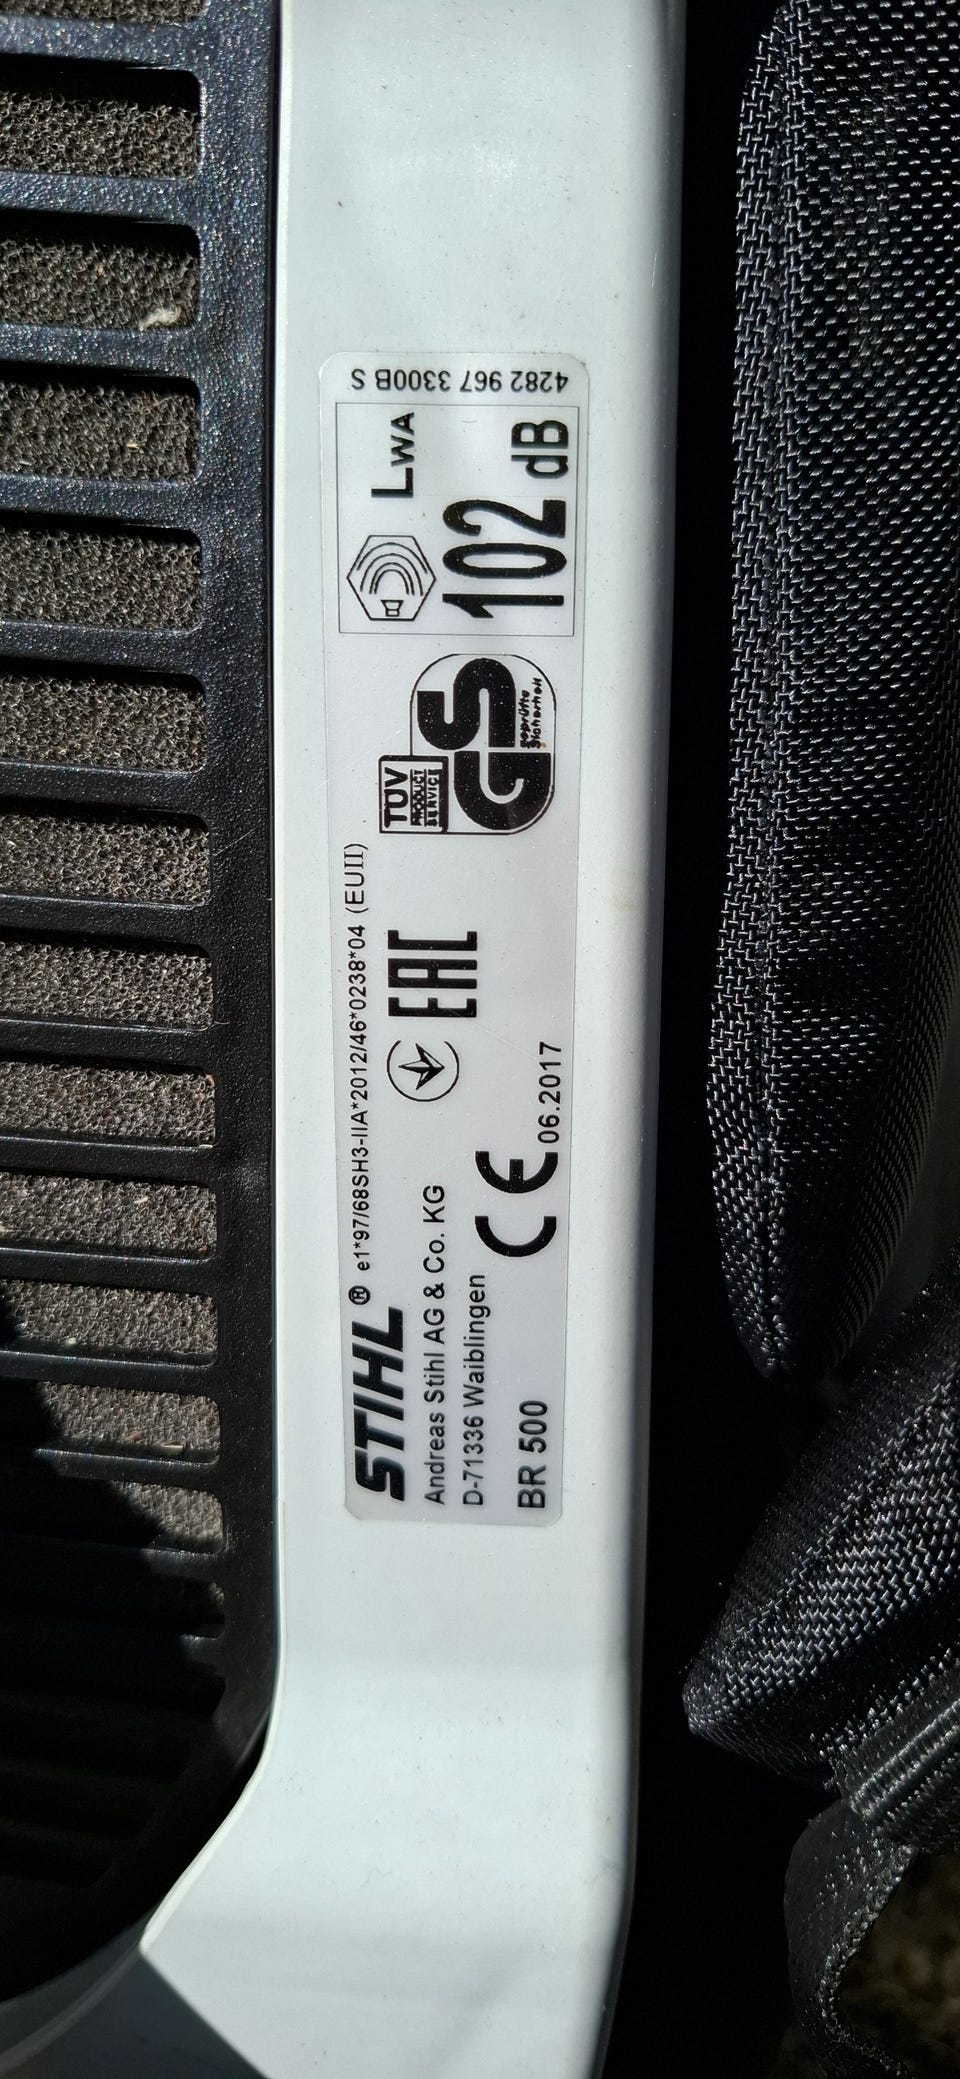 STIHL ® e1*97/68SH3-IIA*2012/46*0238*04 (EUII)
Andreas Stihl AG & Co. KG
D-71336 Waiblingen
BR 500
CE 06.2017
EAC
TÜV
PRODUCT
SERVICE
GS
geprüfte
Sicherheit
LWA
102 dB
4282 967 3300B S